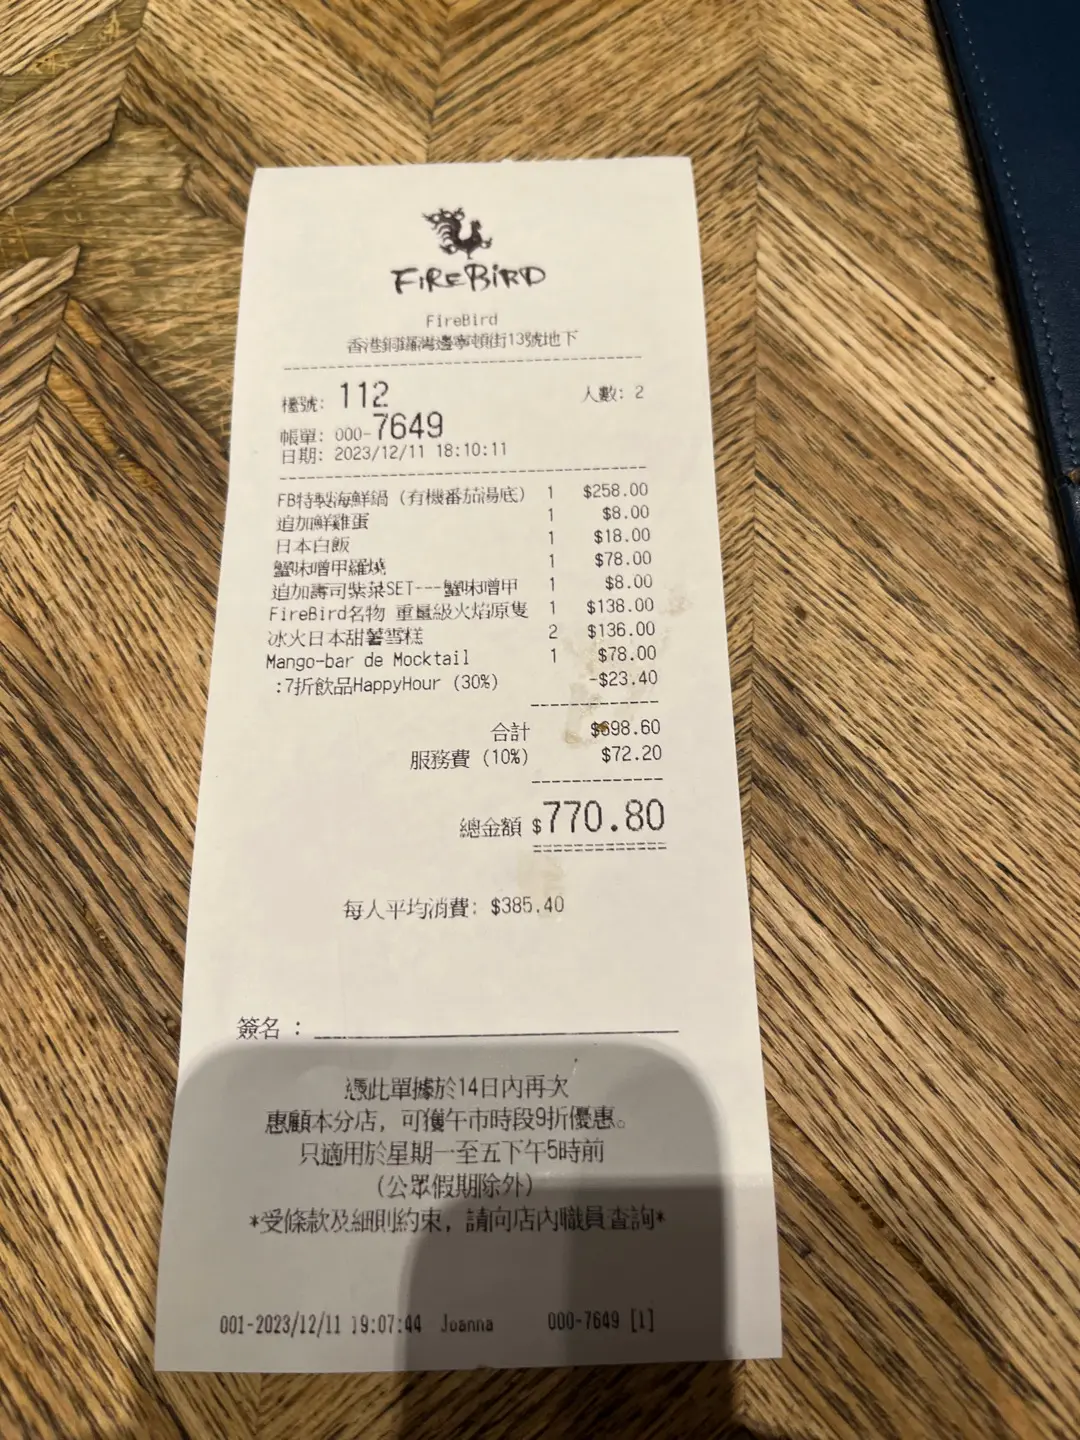 FIREBIRD
FireBird
香港銅鑼灣邊寧頓街13號地下
檯號: 112 人數: 2
帳單: 000-7649
日期: 2023/12/11 18:10:11
FB特製海鮮鍋 (有機番茄湯底) 1 $258.00
追加鮮雞蛋 1 $8.00
日本白飯 1 $18.00
蟹味噌甲羅燒 1 $78.00
追加壽司紫菜SET---蟹味噌甲 1 $8.00
FireBird名物 重量級火焰原隻 1 $138.00
冰火日本甜薯雪糕 2 $136.00
Mango-bar de Mocktail 1 $78.00
:7折飲品HappyHour (30%) -$23.40
合計 $698.60
服務費 (10%) $72.20
總金額 $770.80
每人平均消費: $385.40
簽名 :
憑此單據於14日內再次
惠顧本分店, 可獲午市時段9折優惠。
只適用於星期一至五下午5時前
(公眾假期除外)
*受條款及細則約束, 請向店內職員查詢*
001-2023/12/11 19:07:44 Joanna 000-7649 [1]